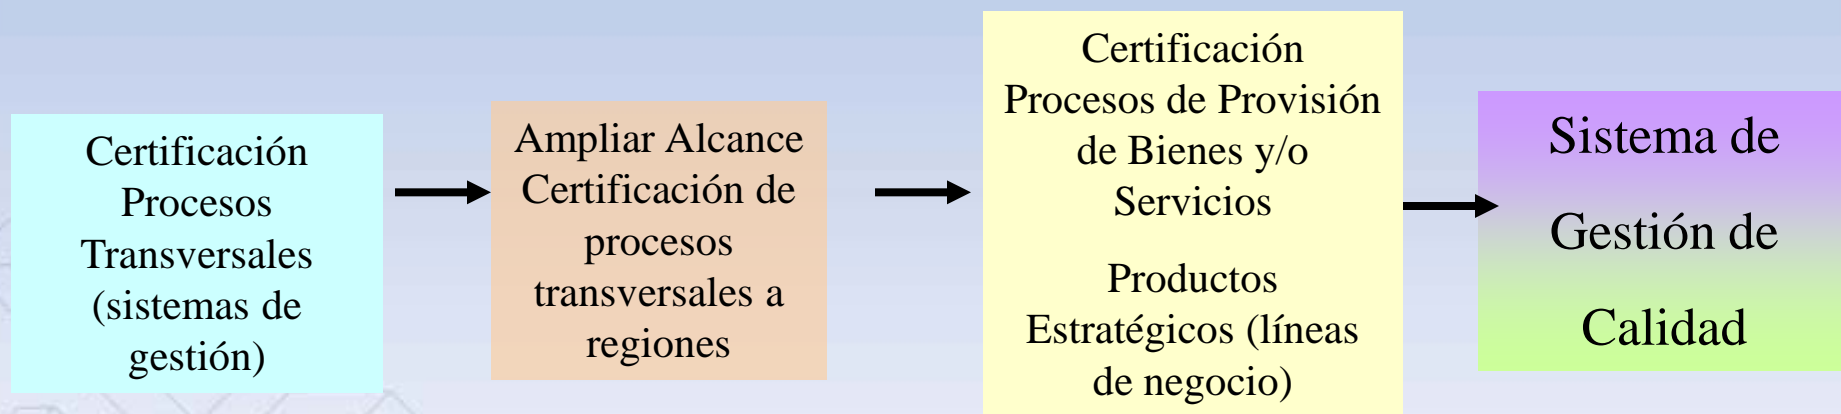 Certificación
Procesos
Transversales
(sistemas de
gestión)
Ampliar Alcance
Certificación de
procesos
transversales a
regiones
Certificación
Procesos de Provisión
de Bienes y/o
Servicios
Productos
Estratégicos (líneas
de negocio)
Sistema de
Gestión de
Calidad